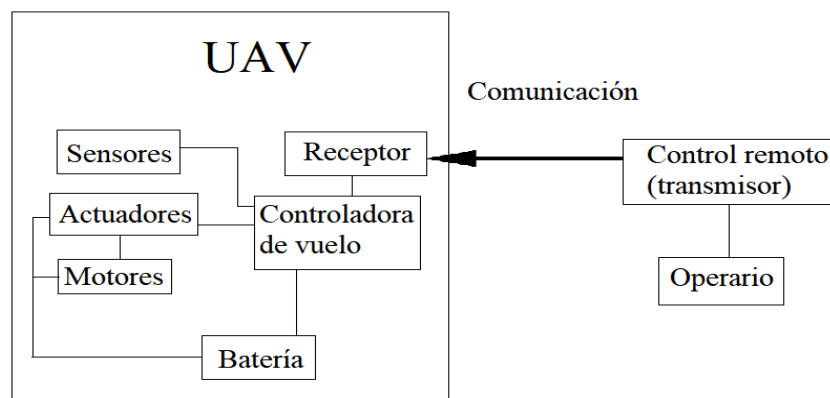 UAV
Comunicación
Sensores
Receptor
Control remoto
(transmisor)
Actuadores
Controladora
de vuelo
Motores
Operario
Batería